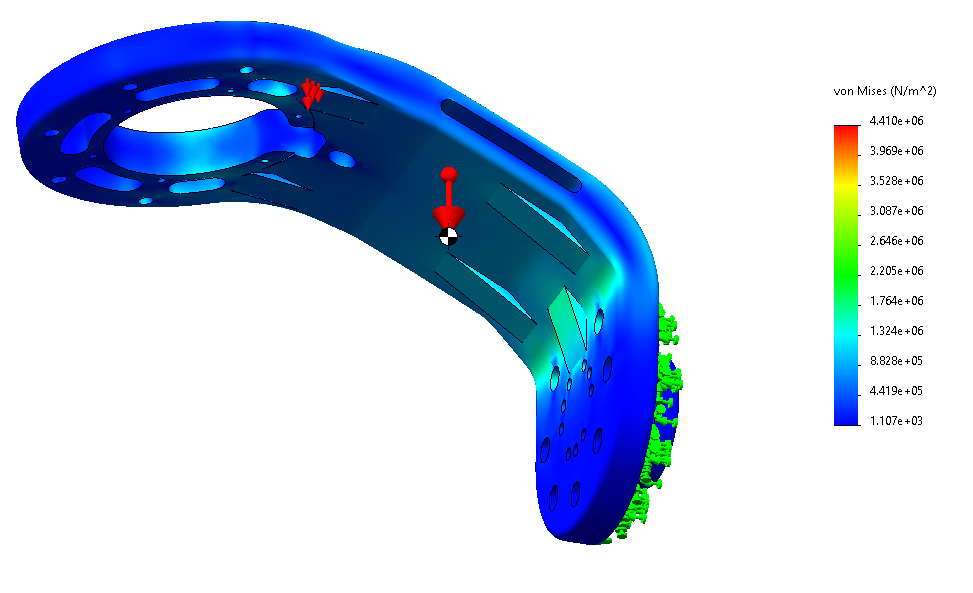 von Mises (N/m^2)
4.410e+06
3.969e+06
3.528e+06
3.087e+06
2.646e+06
2.205e+06
1.764e+06
1.324e+06
8.828e+05
4.419e+05
1.107e+03